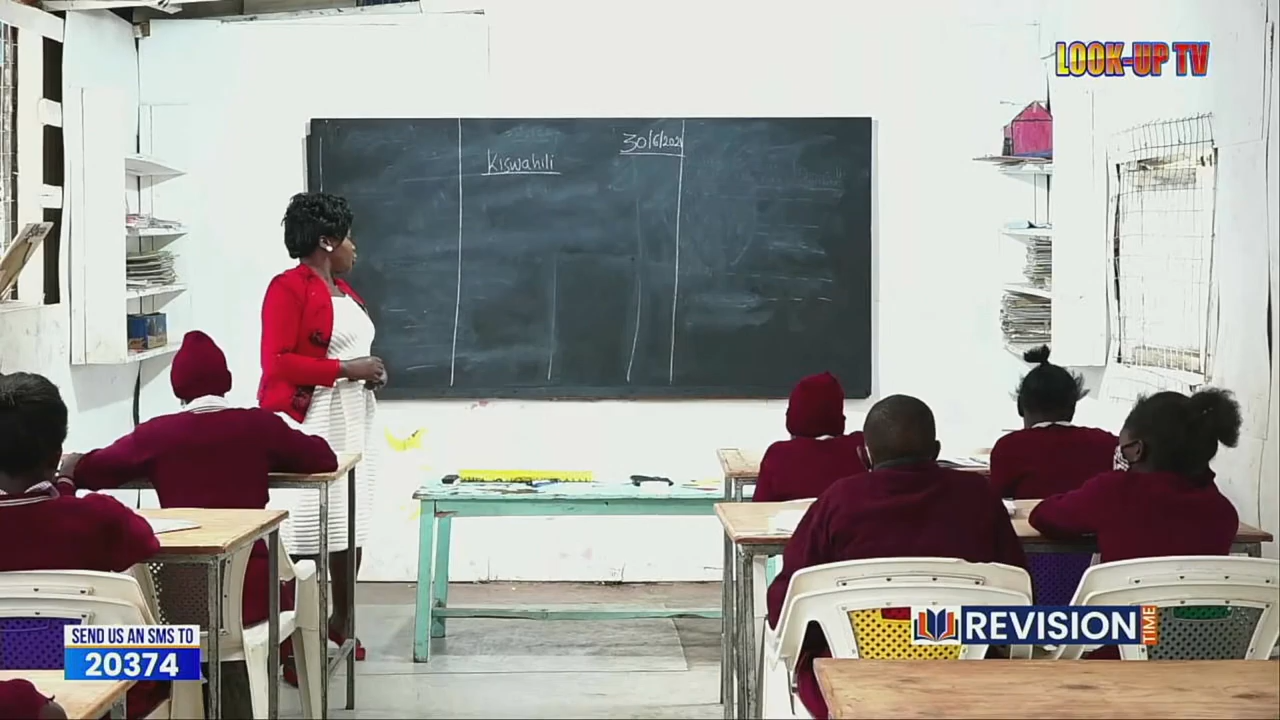 LOOK-UP TV
30/6/2021
Kiswahili
SEND US AN SMS TO
20374
REVISION TIME